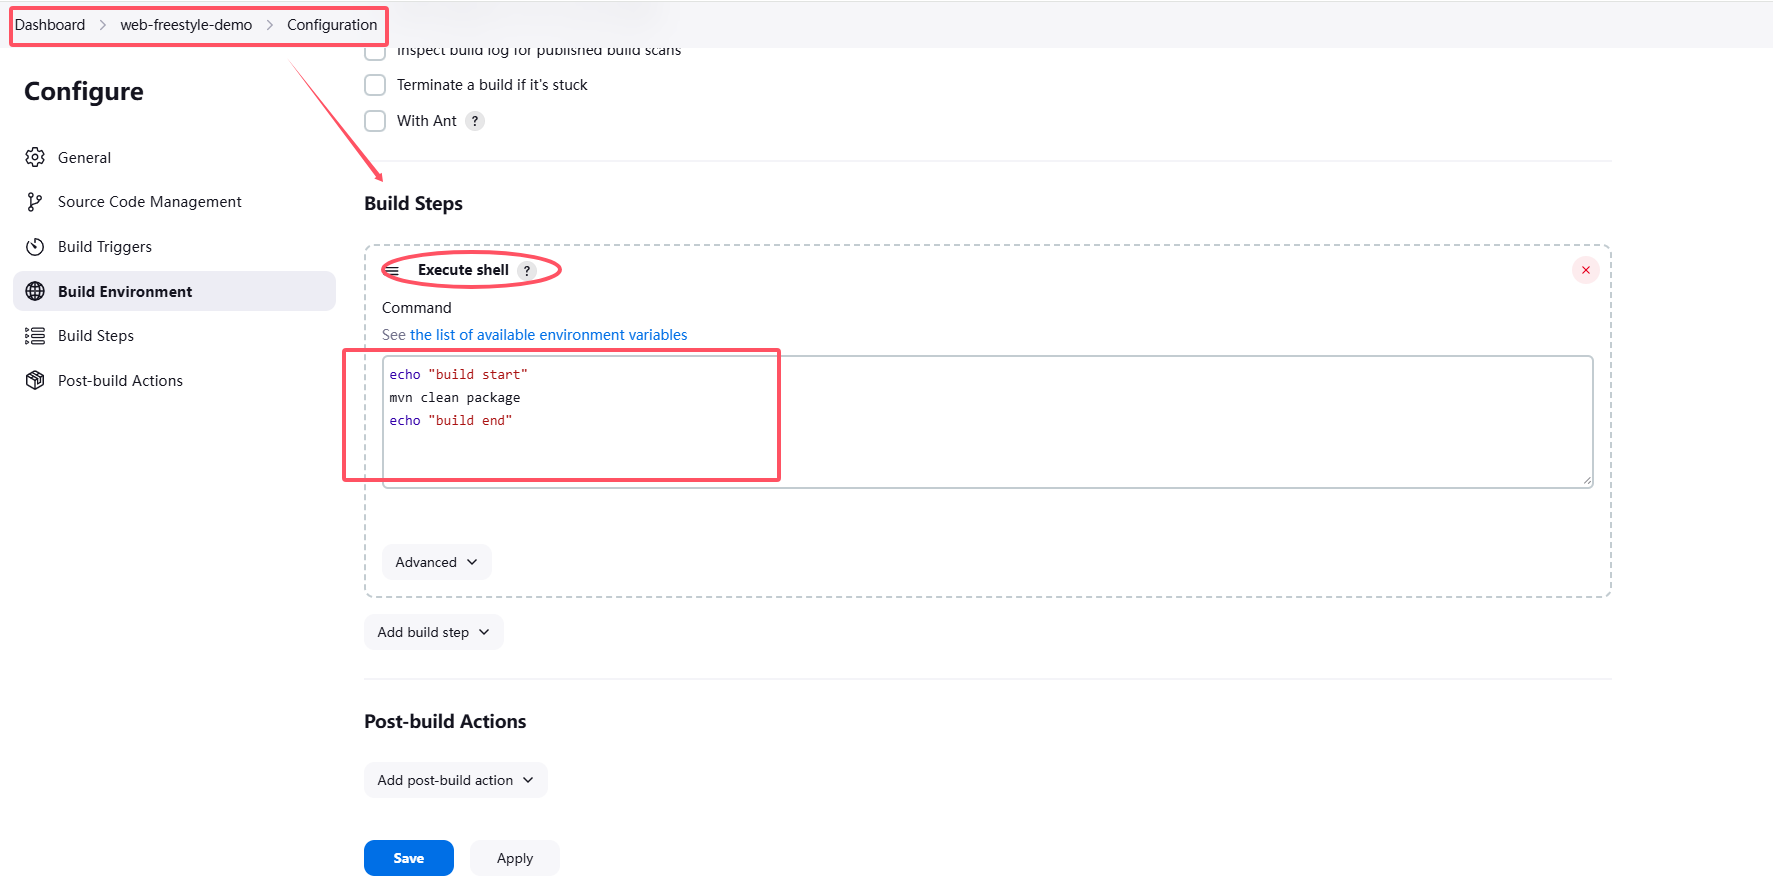 Dashboard > web-freestyle-demo > Configuration
Configure
General
Source Code Management
Build Triggers
Build Environment
Build Steps
Post-build Actions
Inspect build log for published build scans
Terminate a build if it's stuck
With Ant ?
Build Steps
Execute shell ?
Command
See the list of available environment variables
echo "build start"
mvn clean package
echo "build end"
Advanced
Add build step
Post-build Actions
Add post-build action
Save
Apply